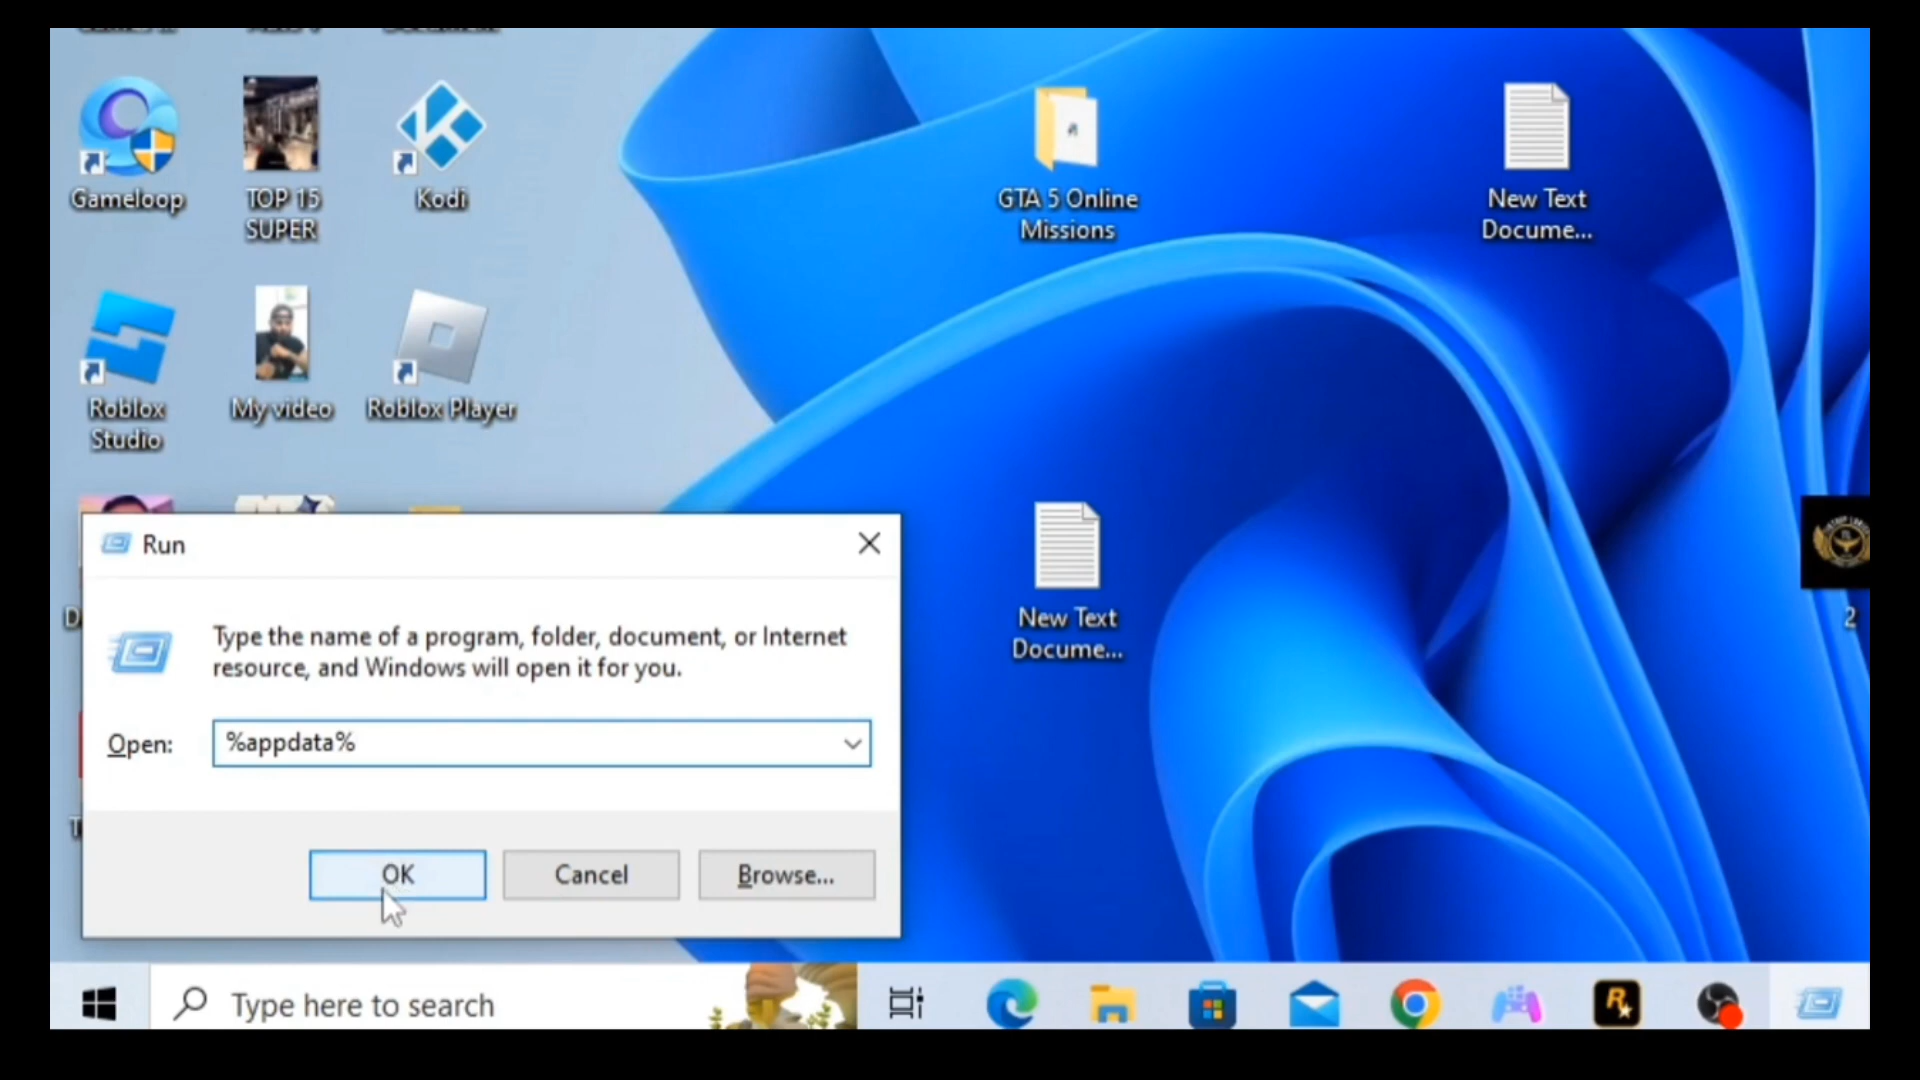 Gameloop
TOP 15
SUPER
Kodi
GTA 5 Online
Missions
New Text
Docume...
Roblox
Studio
My video
Roblox Player
New Text
Docume...
2
Run
Type the name of a program, folder, document, or Internet
resource, and Windows will open it for you.
Open:
%appdata%
OK
Cancel
Browse...
Type here to search